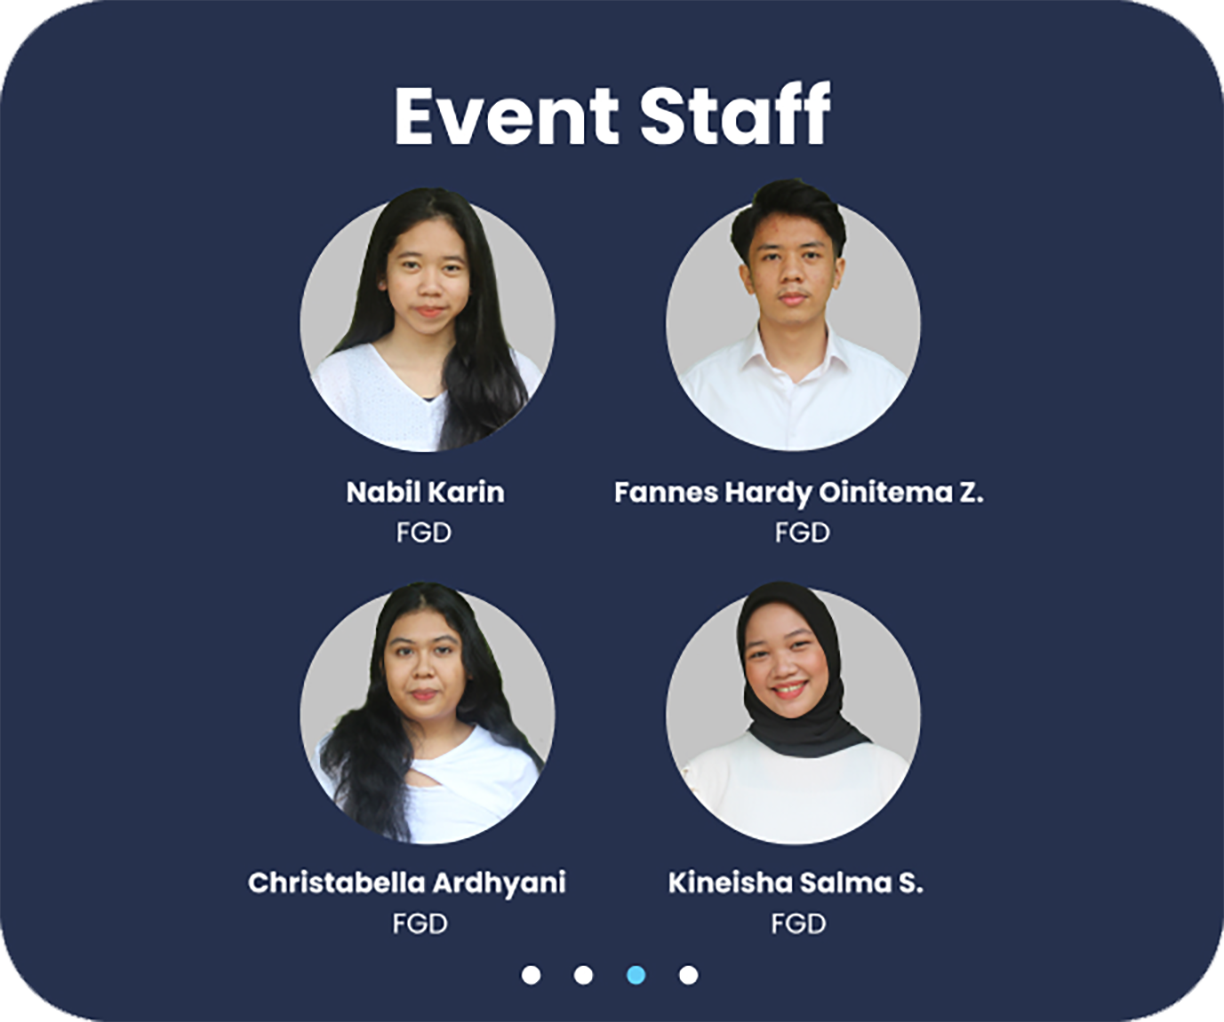 Event Staff
Nabil Karin
FGD
Fannes Hardy Oinitema Z.
FGD
Christabella Ardhyani
FGD
Kineisha Salma S.
FGD